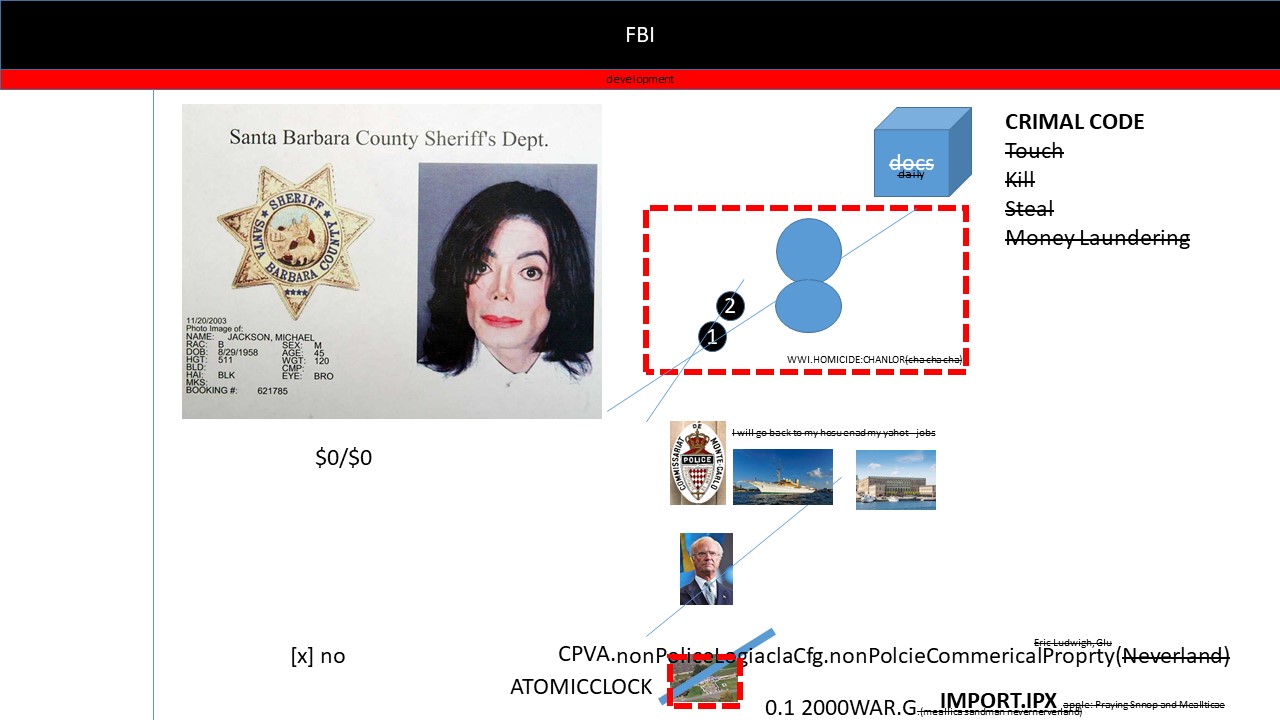 FBI
development
Santa Barbara County Sheriff's Dept.
SHERIFF
SANTA BARBARA COUNTY
11/20/2003
Photo Image of:
NAME: JACKSON, MICHAEL
RAC: B SEX: M
DOB: 8/29/1958 AGE: 45
HGT: 511 WGT: 120
BLD: CMP:
HAI: BLK EYE: BRO
MKS:
BOOKING #: 621785
$0/$0
[x] no
docs
daily
CRIMAL CODE
Touch
Kill
Steal
Money Laundering
2
1
WWI.HOMICIDE:CHANLOR(cha cha cha)
COMMISSARIAT DE MONTE-CARLO
POLICE
I will go back to my hosu enad my yahot - jobs
Eric Ludwigh, Glu
CPVA.nonPoliceLogiaclaCfg.nonPolcieCommericalProprty(Neverland)
ATOMICCLOCK
0.1 2000WAR.G (meallica sandman nevernerverland)
IMPORT.IPX apple: Praying Snnop and Meallticae